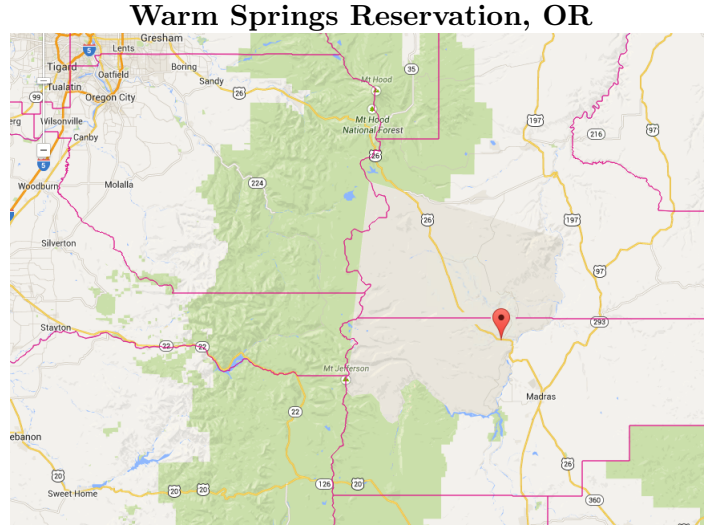 Warm Springs Reservation, OR
Gresham
5
Lents
Tigard
Boring
Oatfield
Mt Hood
35
Tualatin
Sandy
99
Oregon City
26
Wilsonville
Mt Hood
National Forest
197
97
216
erg
Canby
5
26
Woodburn
Molalla
224
26
197
Silverton
97
293
Stayton
22
22
Mt Jefferson
Madras
22
ebanon
26
20
20
20
126
20
Sweet Home
360